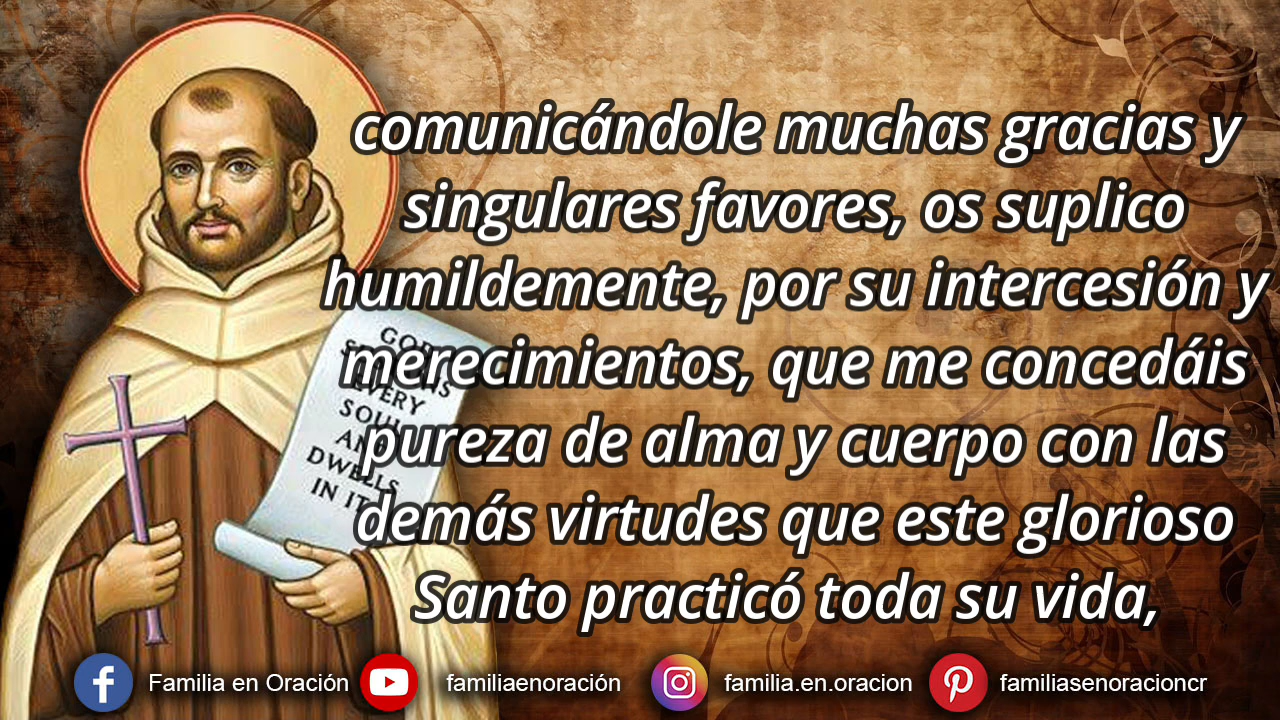 comunicándole muchas gracias y
singulares favores, os suplico
humildemente, por su intercesión y
merecimientos, que me concedáis
pureza de alma y cuerpo con las
demás virtudes que este glorioso
Santo practicó toda su vida,
EVERY
SOUL
DWELLS
IN IT
Familia en Oración
familiaenoración
familia.en.oracion
familiasenoracioncr